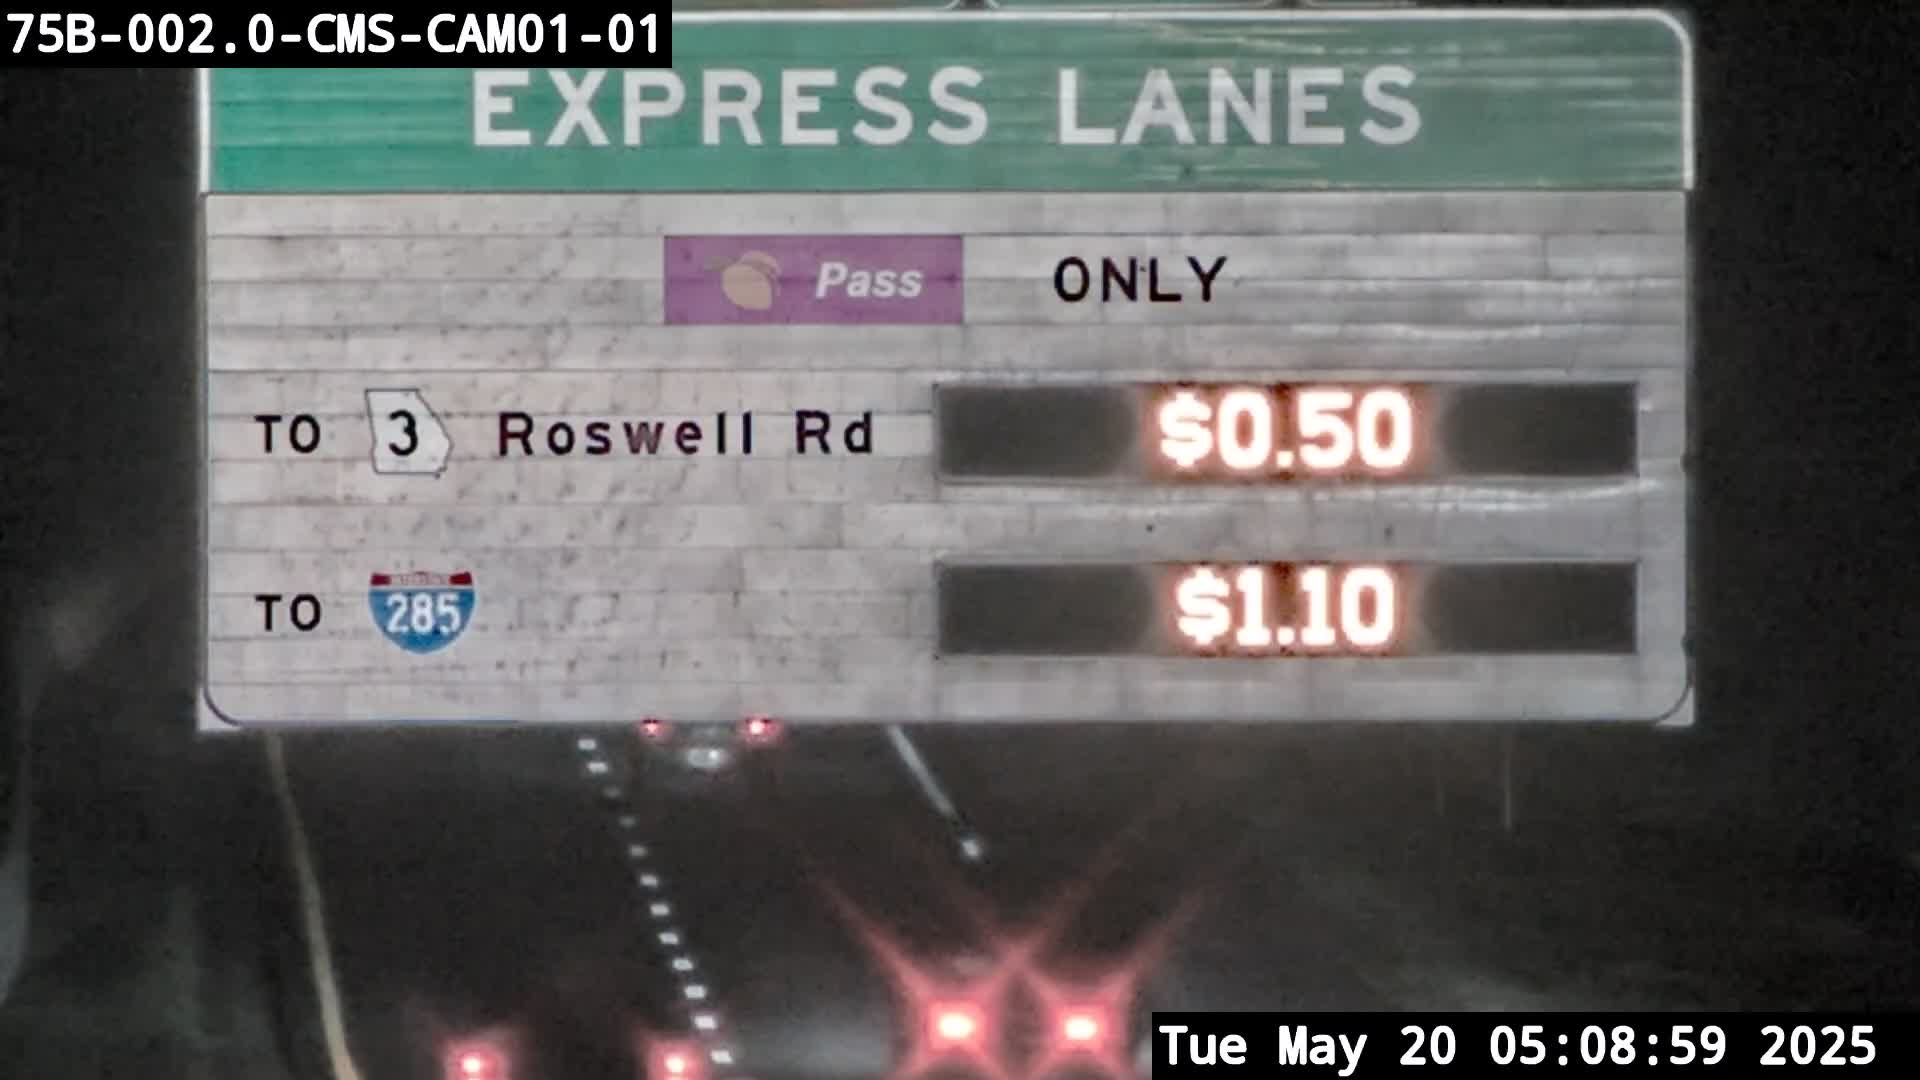 75B-002.0-CMS-CAM01-01
EXPRESS LANES
Pass ONLY
TO 3 Roswell Rd $0.50
TO INTERSTATE 285 $1.10
Tue May 20 05:08:59 2025